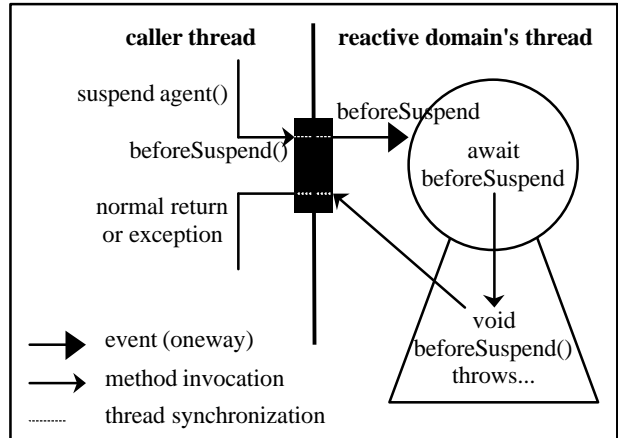 caller thread
reactive domain's thread
suspend agent()
beforeSuspend
beforeSuspend()
await
beforeSuspend
normal return
or exception
void
beforeSuspend()
throws...
event (oneway)
method invocation
thread synchronization